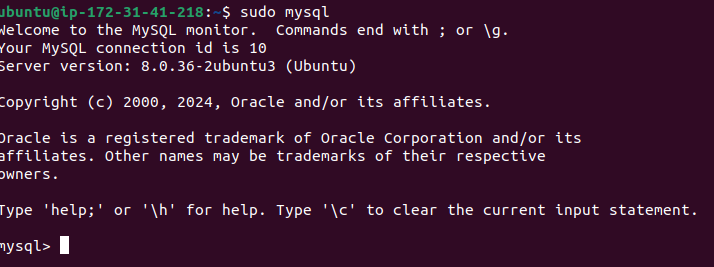 ubuntu@ip-172-31-41-218:~$ sudo mysql
Welcome to the MySQL monitor.  Commands end with ; or \g.
Your MySQL connection id is 10
Server version: 8.0.36-2ubuntu3 (Ubuntu)
Copyright (c) 2000, 2024, Oracle and/or its affiliates.
Oracle is a registered trademark of Oracle Corporation and/or its
affiliates. Other names may be trademarks of their respective
owners.
Type 'help;' or '\h' for help. Type '\c' to clear the current input statement.
mysql>